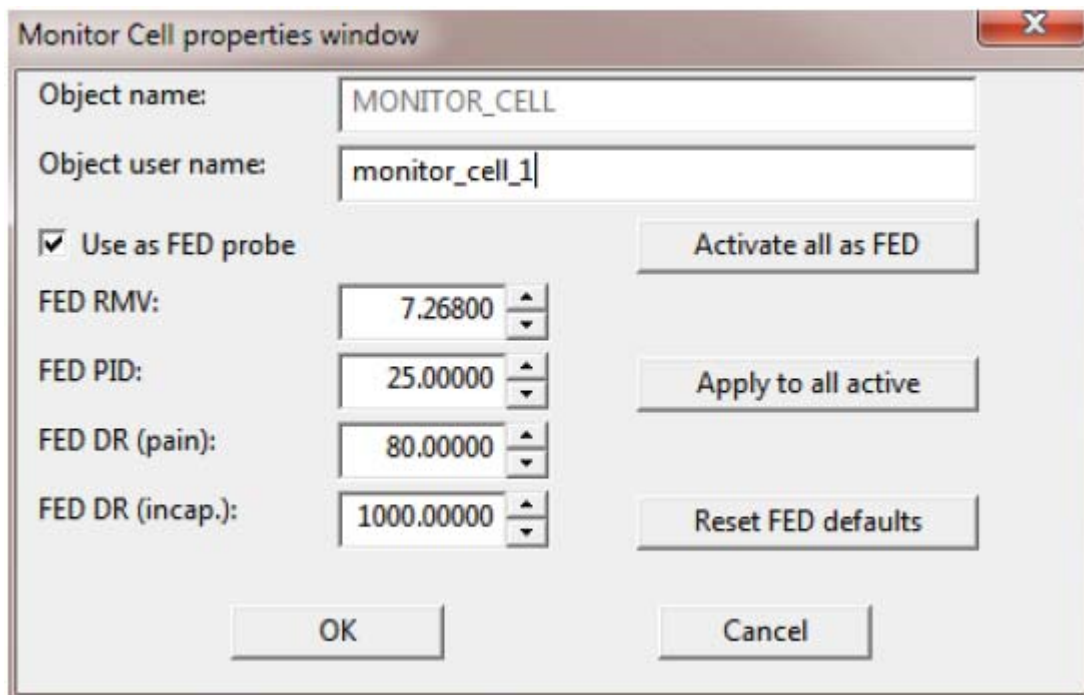 Monitor Cell properties window
Object name: MONITOR_CELL
Object user name: monitor_cell_1
Use as FED probe Activate all as FED
FED RMV: 7.26800
FED PID: 25.00000 Apply to all active
FED DR (pain): 80.00000
FED DR (incap.): 1000.00000 Reset FED defaults
OK Cancel